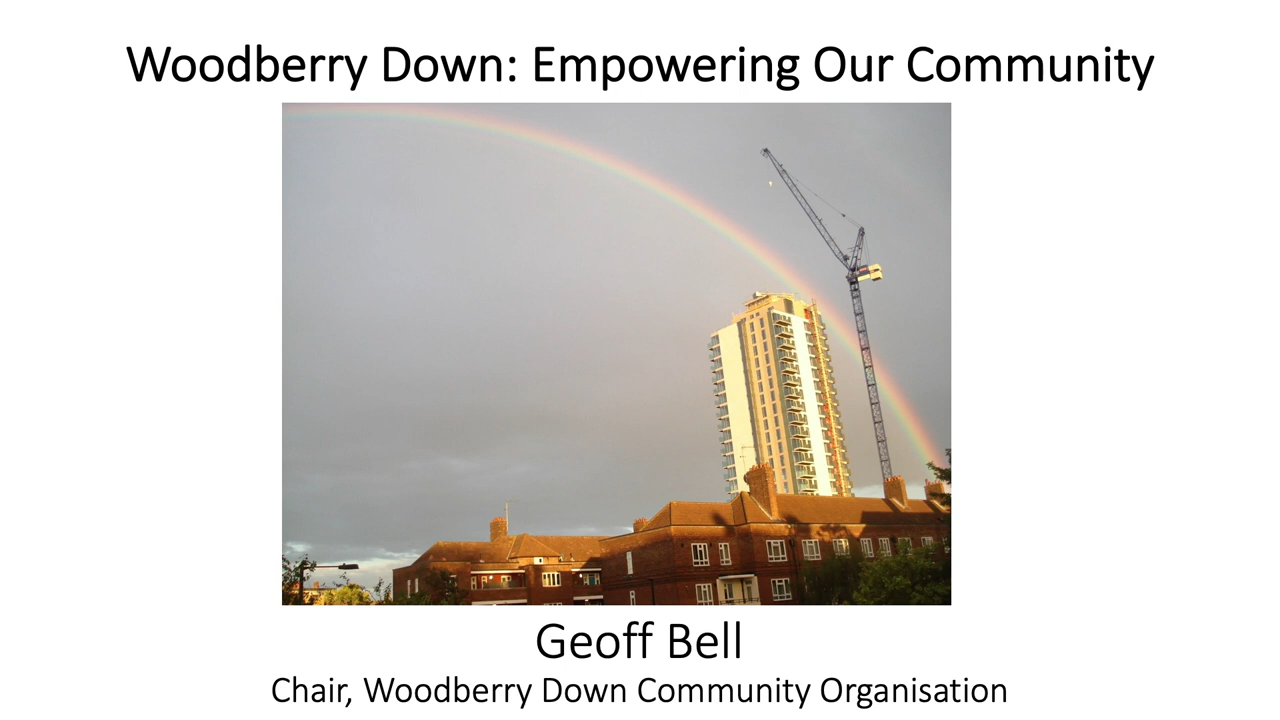 Woodberry Down: Empowering Our Community
Geoff Bell
Chair, Woodberry Down Community Organisation